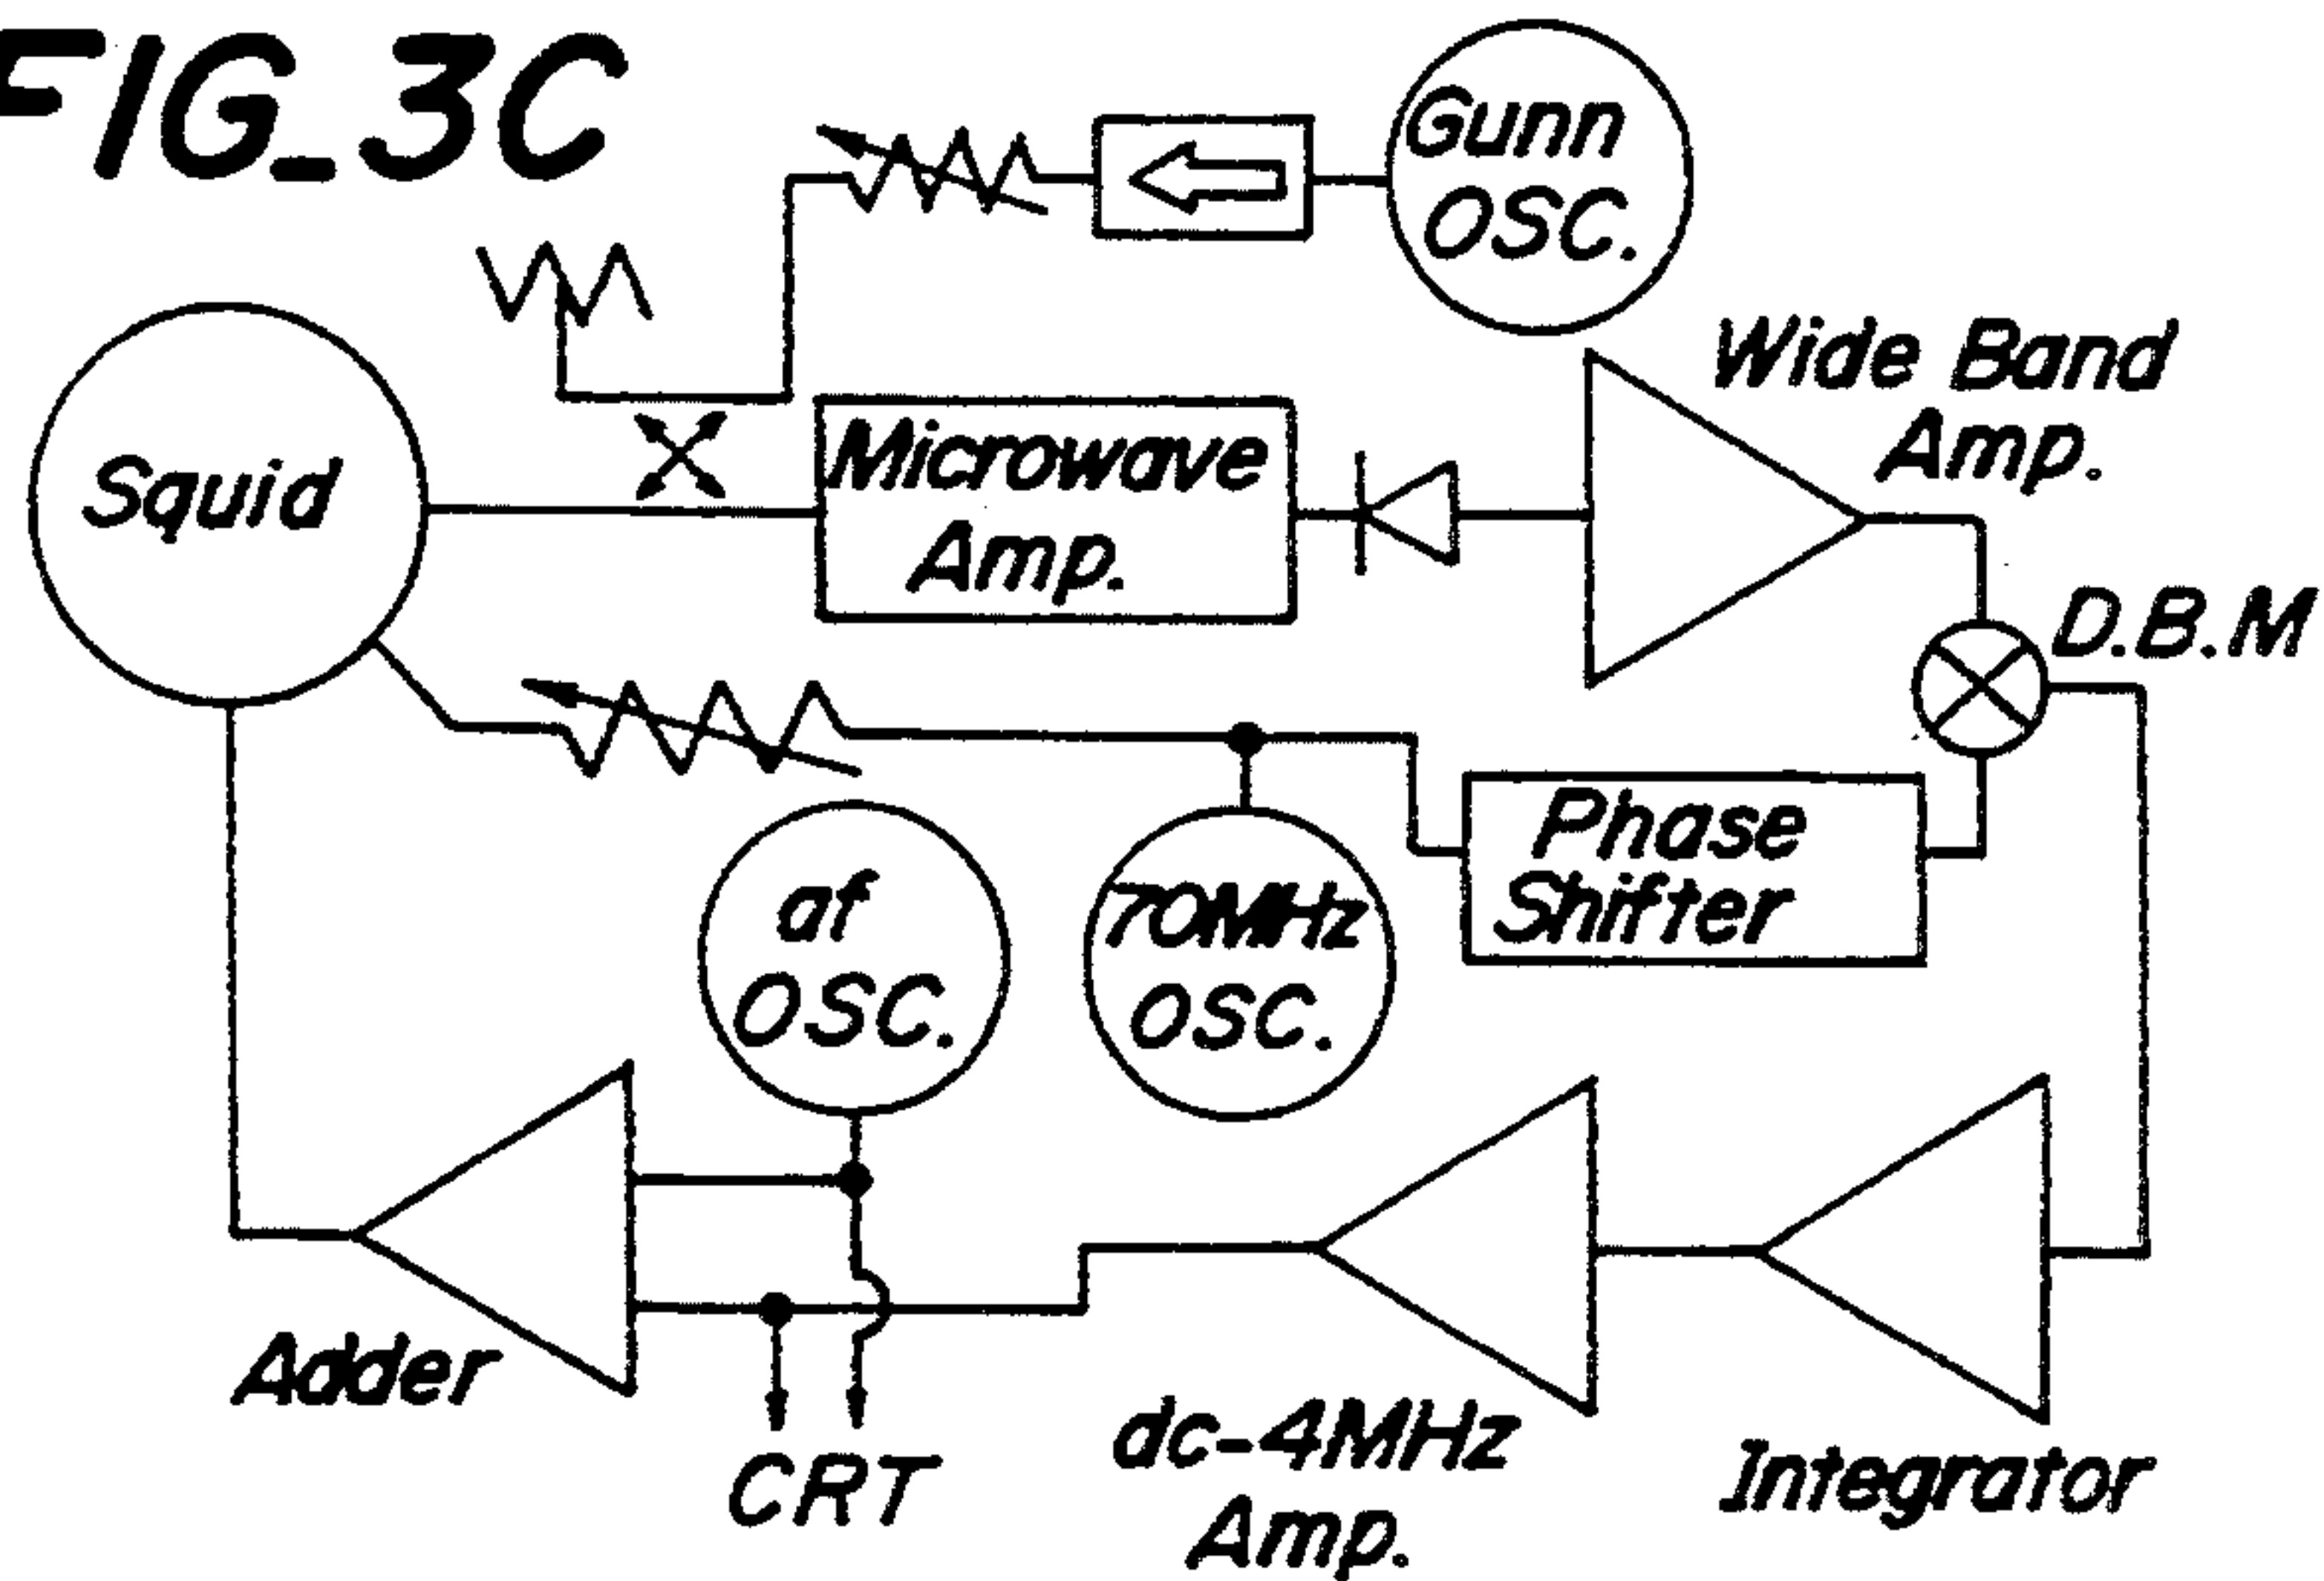 FIG_3C
Gunn
OSC.
Wide Band
Amp.
Squid
Microwave
Amp.
D.B.M
Phase
Shifter
af
OSC.
70MHz
OSC.
Adder
CRT
dc-4MHz
Amp.
Integrator